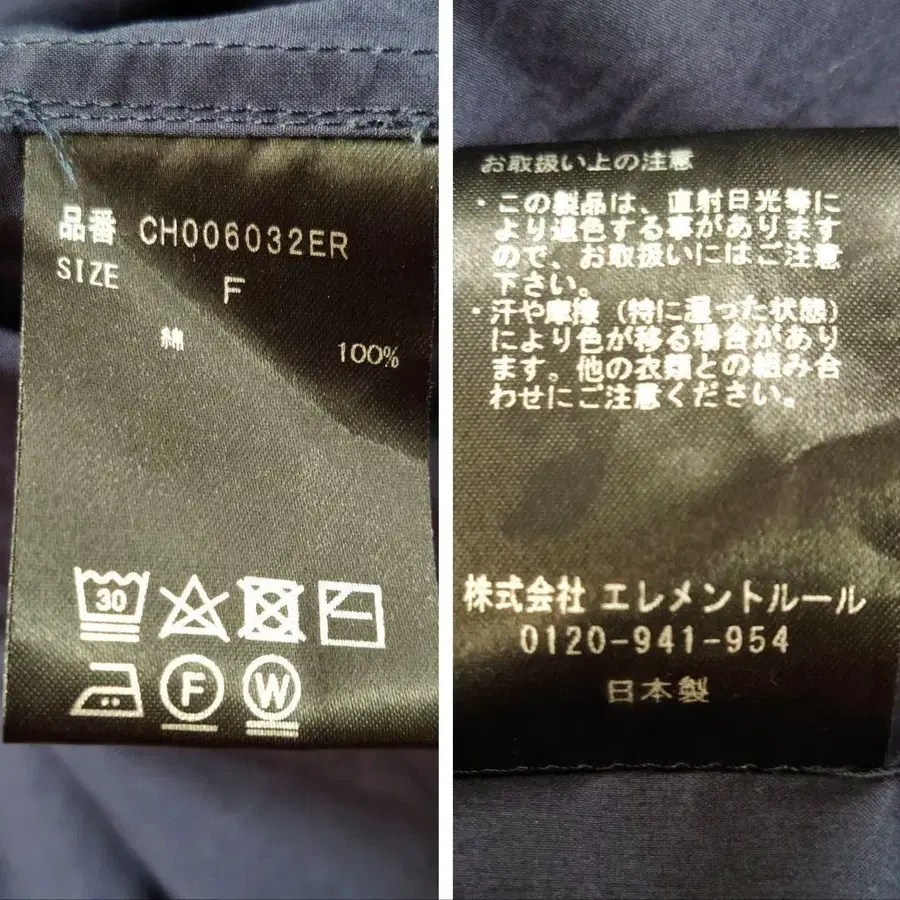 品番 CH006032ER
SIZE F
綿 100%
30
F W
お取扱い上の注意
・この製品は、直射日光等に
より退色する事があります
ので、お取扱いにはご注意
下さい。
・汗や摩擦（特に湿った状態）
により色が移る場合があり
ます。他の衣類との組み合
わせにご注意ください。
株式会社 エレメントルール
0120-941-954
日本製